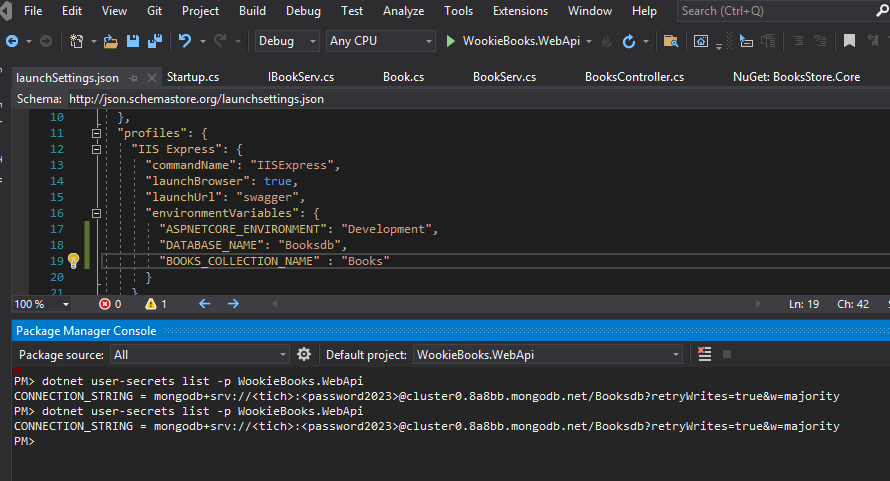 File Edit View Git Project Build Debug Test Analyze Tools Extensions Window Help Search (Ctrl+Q)
Debug Any CPU WookieBooks.WebApi
launchSettings.json Startup.cs IBookServ.cs Book.cs BookServ.cs BooksController.cs NuGet: BooksStore.Core
Schema: http://json.schemastore.org/launchsettings.json
10 },
11 "profiles": {
12 "IIS Express": {
13 "commandName": "IISExpress",
14 "launchBrowser": true,
15 "launchUrl": "swagger",
16 "environmentVariables": {
17 "ASPNETCORE_ENVIRONMENT": "Development",
18 "DATABASE_NAME": "Booksdb",
19 "BOOKS_COLLECTION_NAME" : "Books"
20 }
21 }
100 % 0 1 Ln: 19 Ch: 42
Package Manager Console
Package source: All Default project: WookieBooks.WebApi
PM> dotnet user-secrets list -p WookieBooks.WebApi
CONNECTION_STRING = mongodb+srv://<tich>:<password2023>@cluster0.8a8bb.mongodb.net/Booksdb?retryWrites=true&w=majority
PM> dotnet user-secrets list -p WookieBooks.WebApi
CONNECTION_STRING = mongodb+srv://<tich>:<password2023>@cluster0.8a8bb.mongodb.net/Booksdb?retryWrites=true&w=majority
PM>